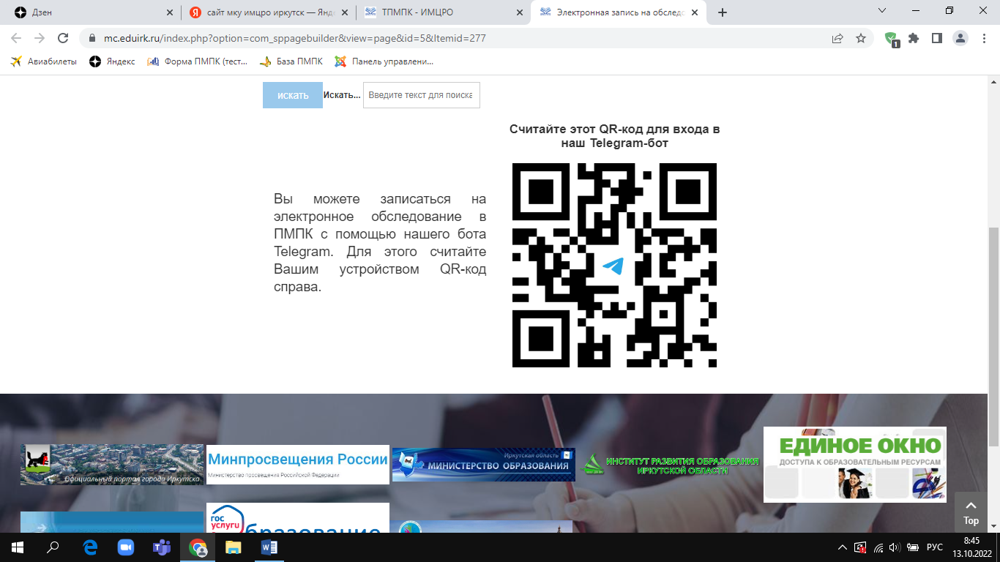 Дзен
сайт мку имцро иркутск — Янд
ТПМПК - ИМЦРО
Электронная запись на обследо
mc.eduirk.ru/index.php?option=com_sppagebuilder&view=page&id=5&Itemid=277
1
Авиабилеты
Яндекс
Форма ПМПК (тест...
База ПМПК
Панель управлени...
искать
Искать...
Введите текст для поиска
Считайте этот QR-код для входа в
наш Telegram-бот
Вы можете записаться на
электронное обследование в
ПМПК с помощью нашего бота
Telegram. Для этого считайте
Вашим устройством QR-код
справа.
Официальный портал города Иркутска
Минпросвещения России
Министерство просвещения Российской Федерации
Иркутская область
МИНИСТЕРСТВО ОБРАЗОВАНИЯ
ИНСТИТУТ РАЗВИТИЯ ОБРАЗОВАНИЯ
ИРКУТСКОЙ ОБЛАСТИ
ЕДИНОЕ ОКНО
ДОСТУПА К ОБРАЗОВАТЕЛЬНЫМ РЕСУРСАМ
гос
услуги
бразование
Top
РУС
8:45
13.10.2022